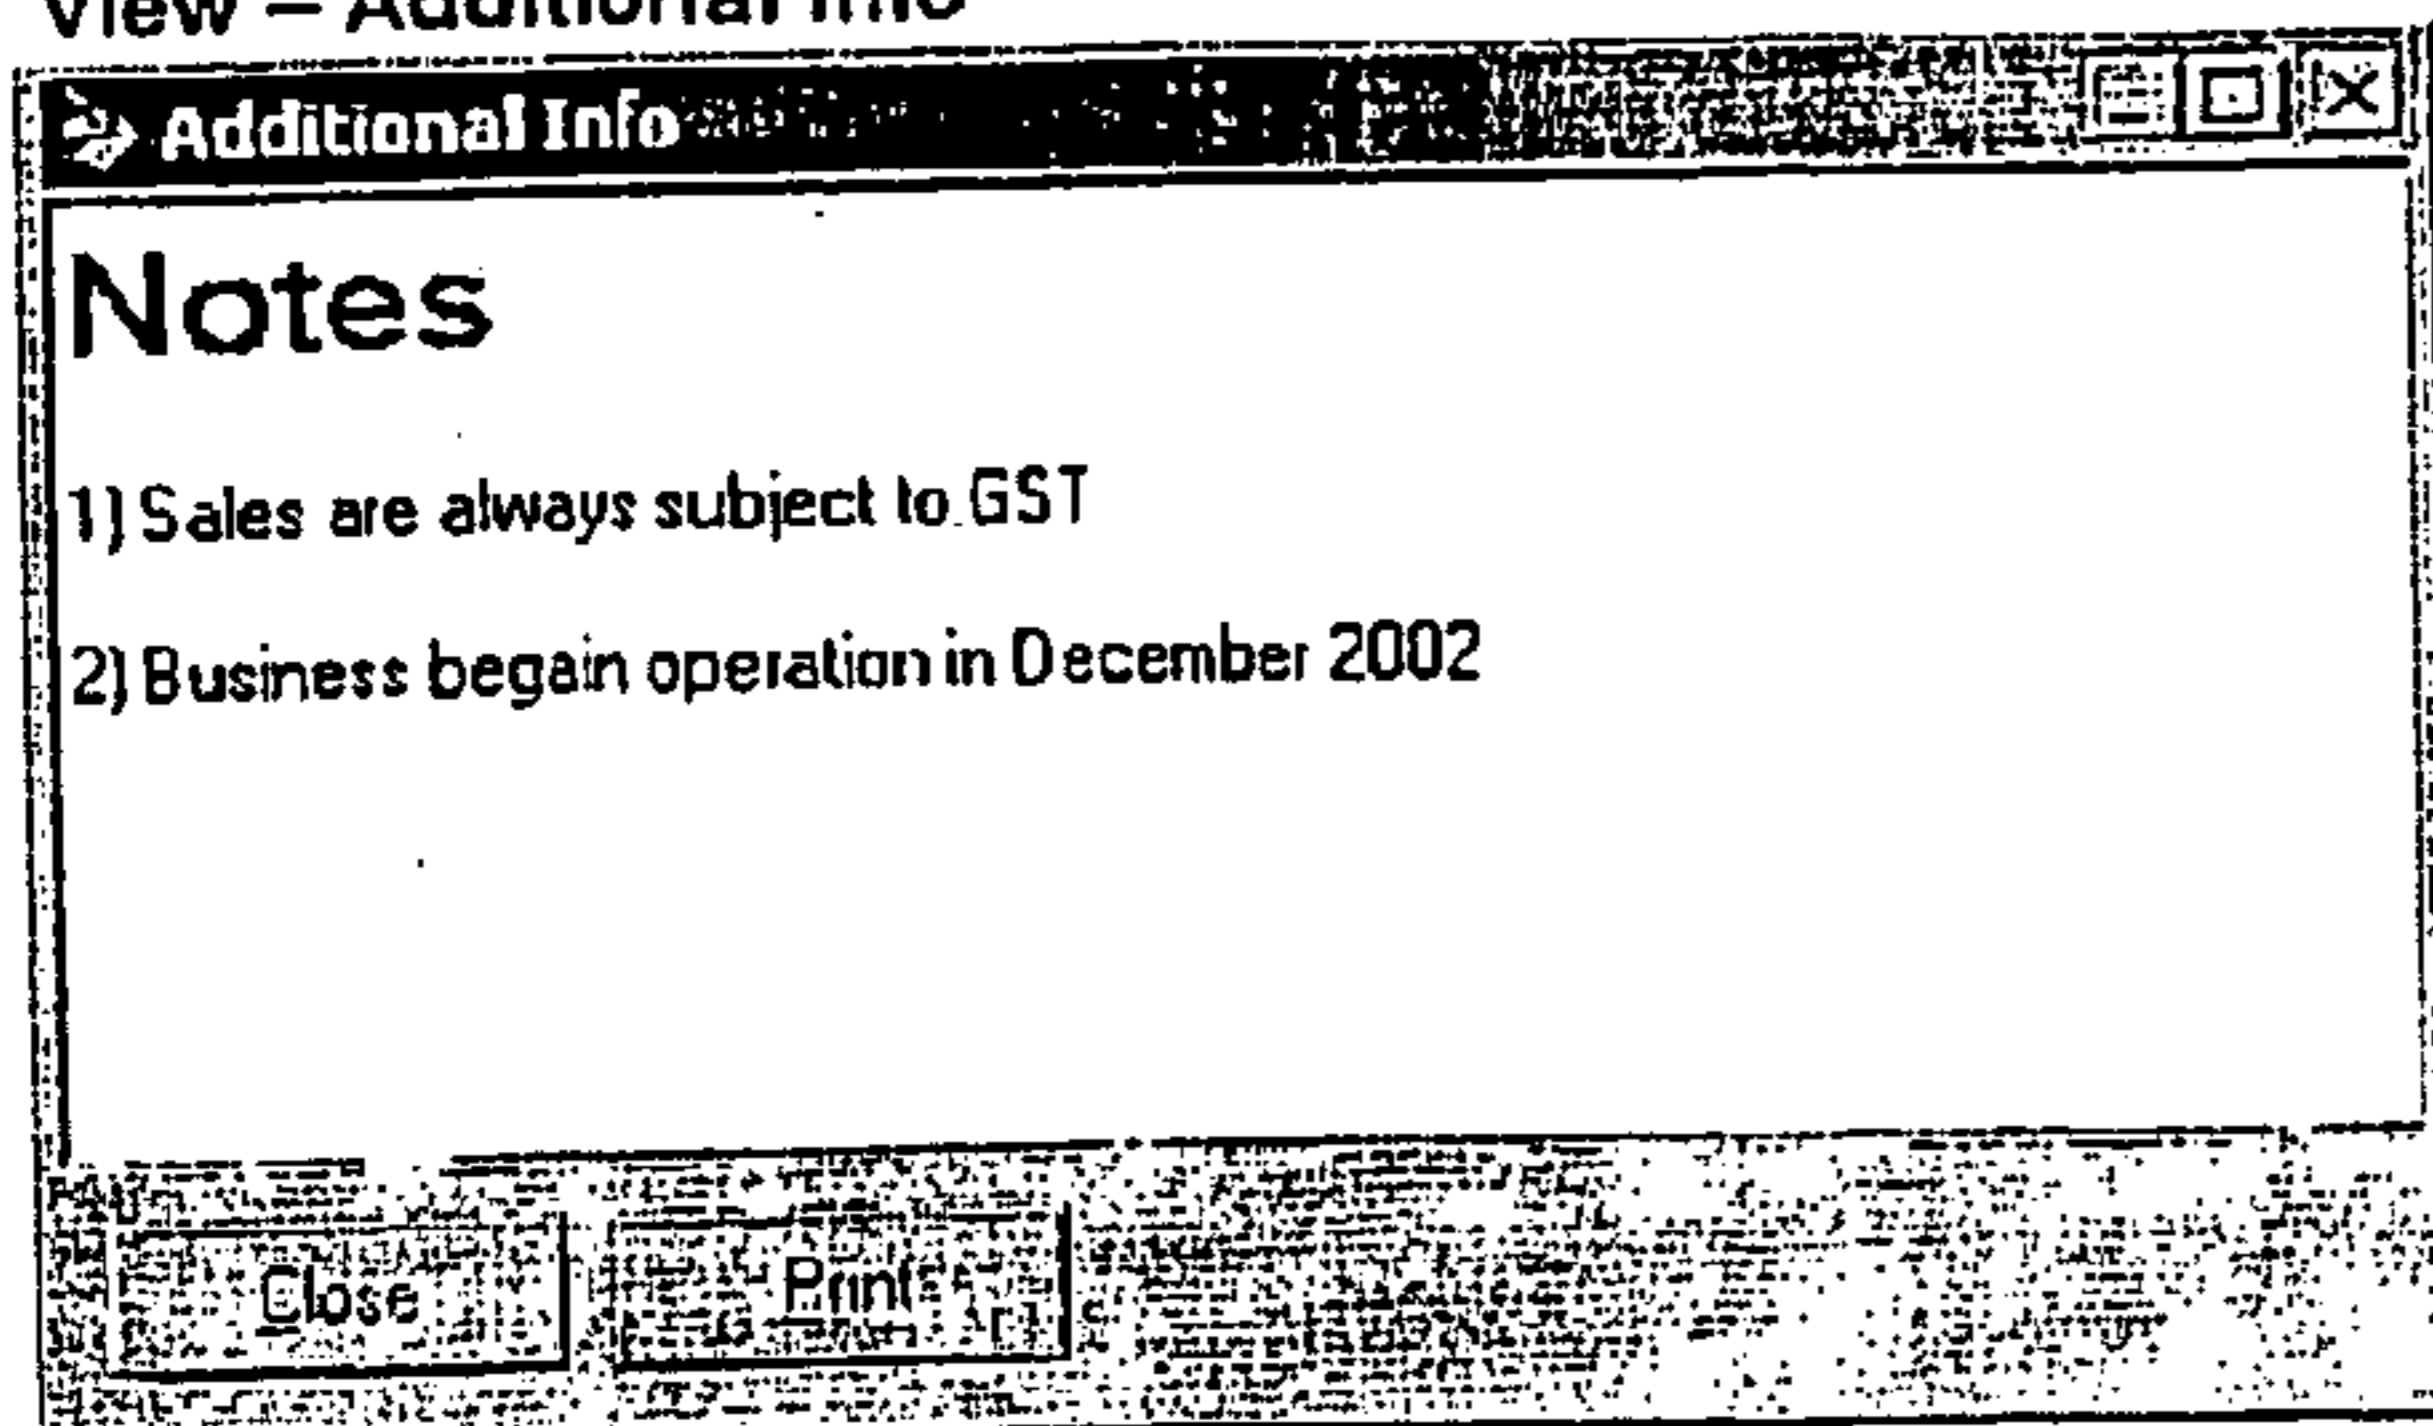 View – Additional Info
Additional Info
Notes
1) Sales are always subject to GST
2) Business begain operation in December 2002
Close Print